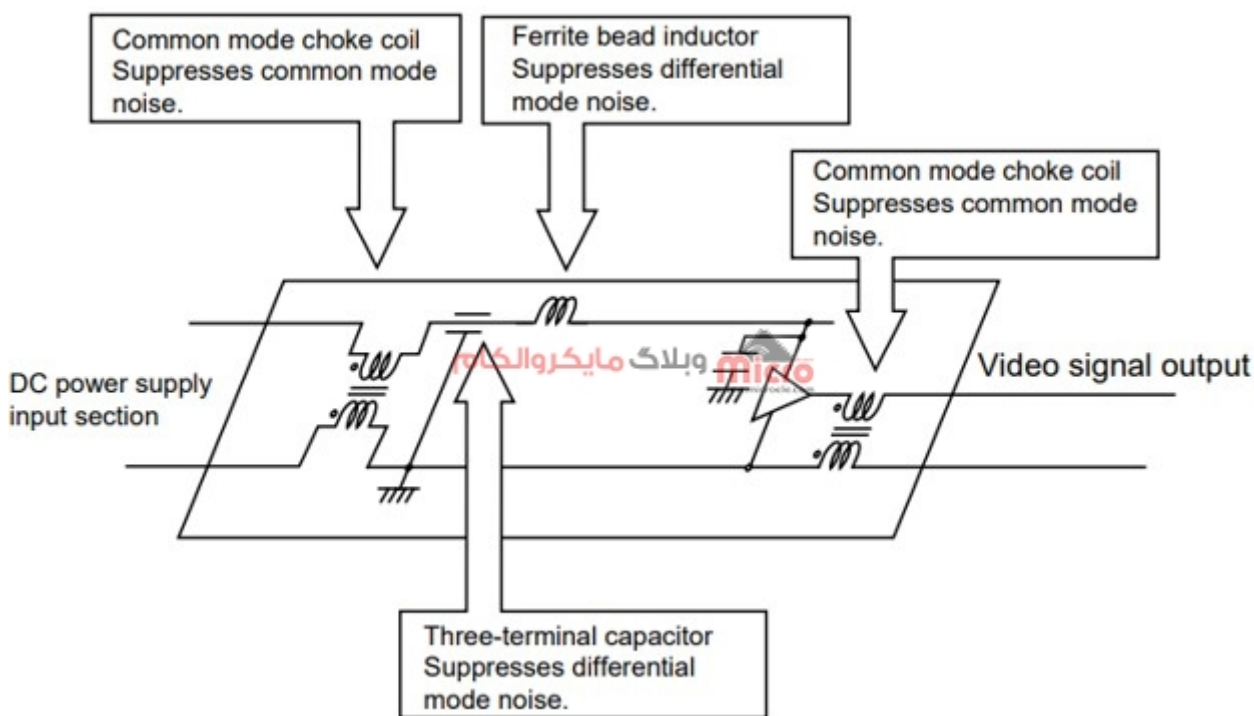 Common mode choke coil
Suppresses common mode
noise.
Ferrite bead inductor
Suppresses differential
mode noise.
Common mode choke coil
Suppresses common mode
noise.
DC power supply
input section
وبلاگ مایکروالکام
micro
Video signal output
Three-terminal capacitor
Suppresses differential
mode noise.